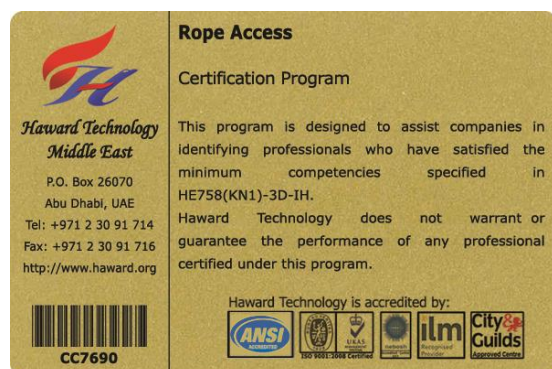 Haward Technology
Middle East
P.O. Box 26070
Abu Dhabi, UAE
Tel: +971 2 30 91 714
Fax: +971 2 30 91 716
http://www.haward.org
CC7690
Rope Access
Certification Program
This program is designed to assist companies in
identifying professionals who have satisfied the
minimum competencies specified in
HE758(KN1)-3D-IH.
Haward Technology does not warrant or
guarantee the performance of any professional
certified under this program.
Haward Technology is accredited by:
ANSI
ACCREDITED
UKAS
ISO 9001:2008 Certified
ilm
Recognised
Provider
City&
Guilds
Approved Centre